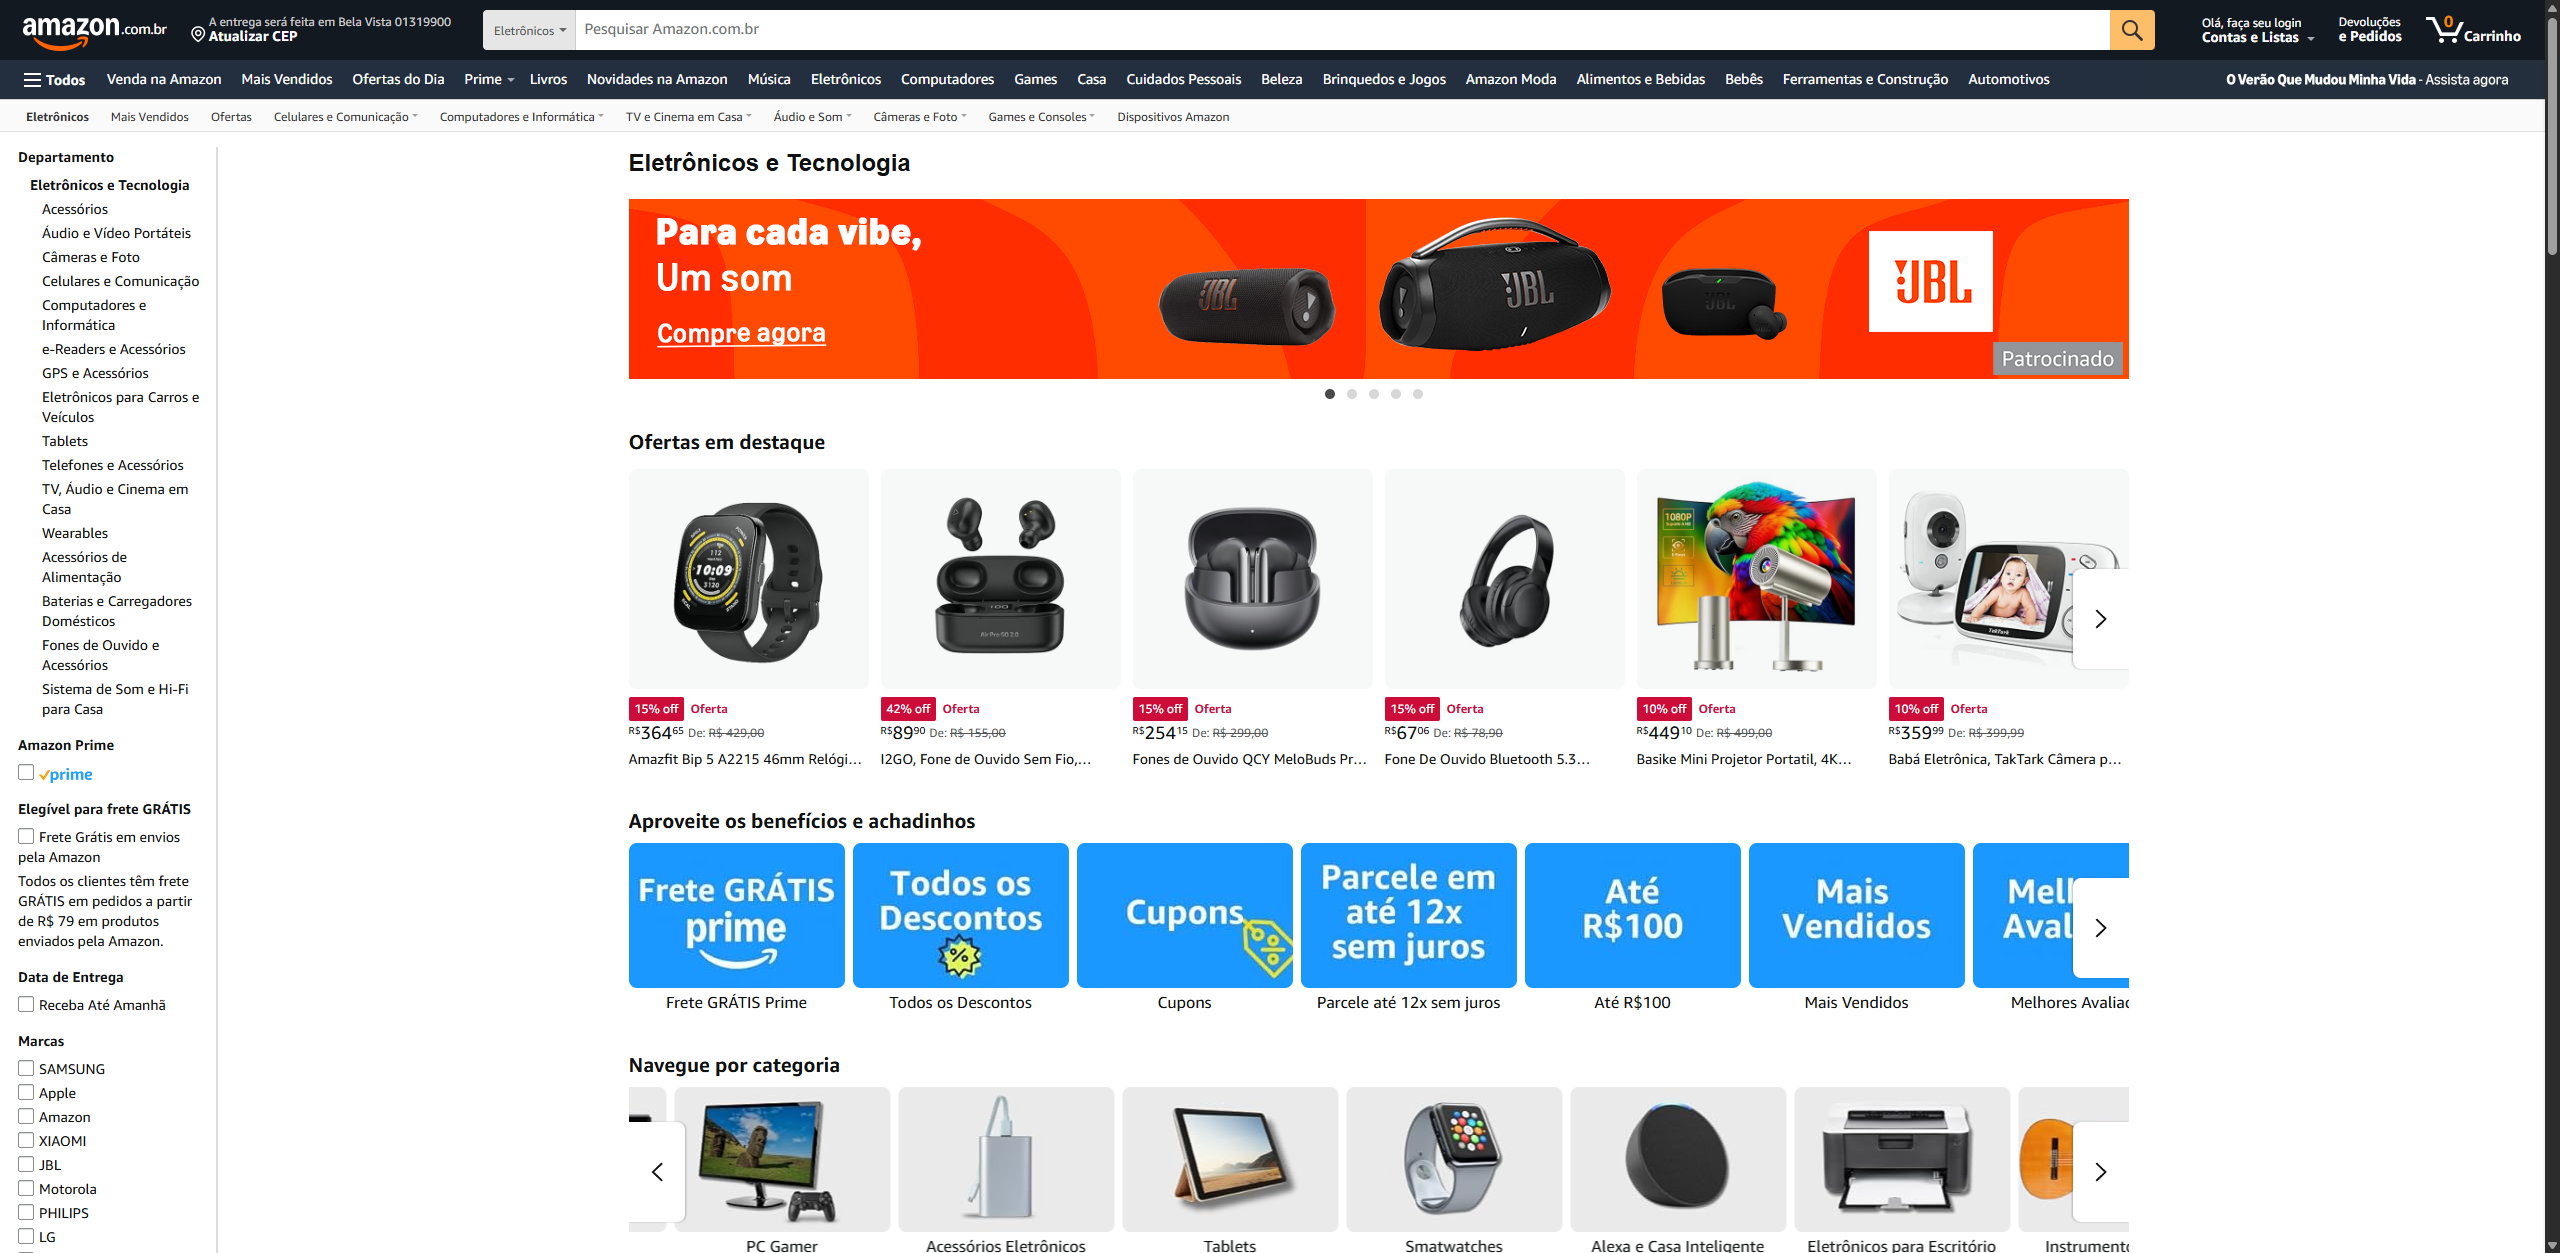 amazon.com.br
A entrega será feita em Bela Vista 01319900
Atualizar CEP
Eletrônicos
Pesquisar Amazon.com.br
Olá, faça seu login
Contas e Listas
Devoluções
e Pedidos
0
Carrinho
Todos
Venda na Amazon
Mais Vendidos
Ofertas do Dia
Prime
Livros
Novidades na Amazon
Música
Eletrônicos
Computadores
Games
Casa
Cuidados Pessoais
Beleza
Brinquedos e Jogos
Amazon Moda
Alimentos e Bebidas
Bebês
Ferramentas e Construção
Automotivos
O Verão Que Mudou Minha Vida - Assista agora
Eletrônicos
Mais Vendidos
Ofertas
Celulares e Comunicação
Computadores e Informática
TV e Cinema em Casa
Áudio e Som
Câmeras e Foto
Games e Consoles
Dispositivos Amazon
Departamento
Eletrônicos e Tecnologia
Acessórios
Áudio e Vídeo Portáteis
Câmeras e Foto
Celulares e Comunicação
Computadores e
Informática
e-Readers e Acessórios
GPS e Acessórios
Eletrônicos para Carros e
Veículos
Tablets
Telefones e Acessórios
TV, Áudio e Cinema em
Casa
Wearables
Acessórios de
Alimentação
Baterias e Carregadores
Domésticos
Fones de Ouvido e
Acessórios
Sistema de Som e Hi-Fi
para Casa
Amazon Prime
prime
Elegível para frete GRÁTIS
Frete Grátis em envios
pela Amazon
Todos os clientes têm frete
GRÁTIS em pedidos a partir
de R$ 79 em produtos
enviados pela Amazon.
Data de Entrega
Receba Até Amanhã
Marcas
SAMSUNG
Apple
Amazon
XIAOMI
JBL
Motorola
PHILIPS
LG
Eletrônicos e Tecnologia
Para cada vibe,
Um som
Compre agora
JBL
JBL
JBL
JBL
Patrocinado
Ofertas em destaque
10:09
Air Pro GO 2.0
1080P
TakTark
15% off Oferta
R$364 65 De: R$ 429,00
Amazfit Bip 5 A2215 46mm Relógi...
42% off Oferta
R$89 90 De: R$ 155,00
I2GO, Fone de Ouvido Sem Fio,...
15% off Oferta
R$254 15 De: R$ 299,00
Fones de Ouvido QCY MeloBuds Pr...
15% off Oferta
R$67 06 De: R$ 78,90
Fone De Ouvido Bluetooth 5.3...
10% off Oferta
R$449 10 De: R$ 499,00
Basike Mini Projetor Portatil, 4K...
10% off Oferta
R$359 99 De: R$ 399,99
Babá Eletrônica, TakTark Câmera p...
Aproveite os benefícios e achadinhos
Frete GRÁTIS
prime
Frete GRÁTIS Prime
Todos os
Descontos
Todos os Descontos
Cupons
Cupons
Parcele em
até 12x
sem juros
Parcele até 12x sem juros
Até
R$100
Até R$100
Mais
Vendidos
Mais Vendidos
Mel
Aval
Melhores Avaliac
Navegue por categoria
PC Gamer
Acessórios Eletrônicos
Tablets
Smatwatches
Alexa e Casa Inteligente
Eletrônicos para Escritório
Instrument